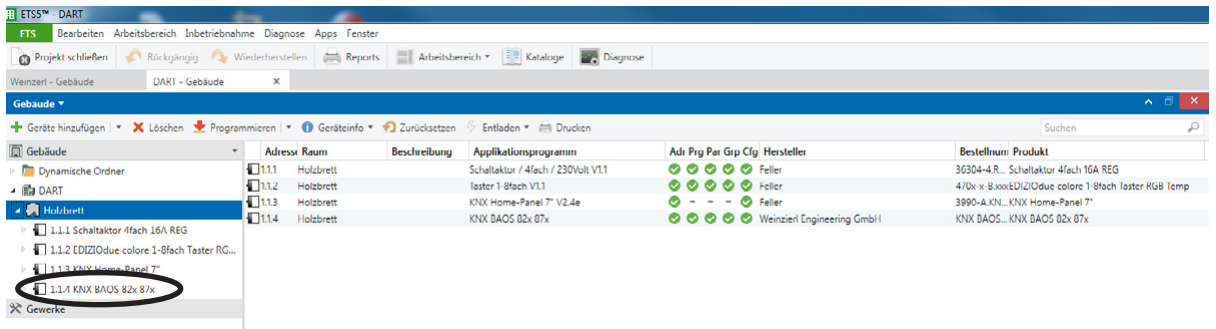 ETS5™ - DART
ETS Bearbeiten Arbeitsbereich Inbetriebnahme Diagnose Apps Fenster
Projekt schließen Rückgängig Wiederherstellen Reports Arbeitsbereich Kataloge Diagnose
Weinzerl - Gebäude DART - Gebäude
Gebäude
Geräte hinzufügen Löschen Programmieren Geräteinfo Zurücksetzen Entladen Drucken Suchen
Gebäude Adresse Raum Beschreibung Applikationsprogramm Adr Prg Par Grp Cfg Hersteller Bestellnum Produkt
Dynamische Ordner 1.1.1 Holzbrett Schaltaktor / 4fach / 230Volt V1.1 Feller 36304-4.R... Schaltaktor 4fach 16A REG
DART 1.1.2 Holzbrett Taster 1-8fach V1.1 Feller 470x-x-B.xxx EDIZIOdue colore 1-8fach Taster RGB Temp
Holzbrett 1.1.3 Holzbrett KNX Home-Panel 7" V2.4e - - - Feller 3990-A.KN... KNX Home-Panel 7"
1.1.1 Schaltaktor 4fach 16A REG 1.1.4 Holzbrett KNX BAOS 82x 87x Weinzierl Engineering GmbH KNX BAOS... KNX BAOS 82x 87x
1.1.2 EDIZIOdue colore 1-8fach Taster RG...
1.1.3 KNX Home-Panel 7"
1.1.4 KNX BAOS 82x 87x
Gewerke